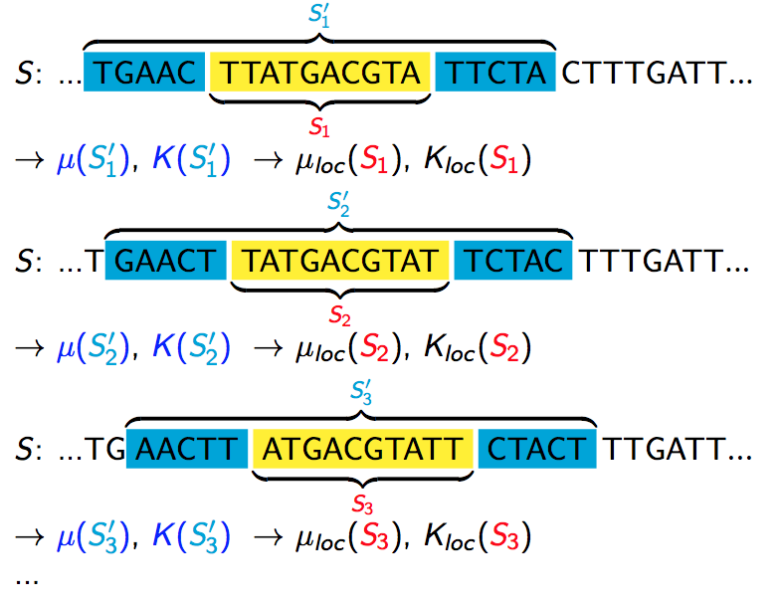 S′₁
S: ...TGAAC TTATGACGTA TTCTA CTTTGATT...
S₁
→ μ(S′₁), K(S′₁) → μloc(S₁), Kloc(S₁)
S′₂
S: ...T GAACT TATGACGTAT TCTAC TTTGATT...
S₂
→ μ(S′₂), K(S′₂) → μloc(S₂), Kloc(S₂)
S′₃
S: ...TG AACTT ATGACGTATT CTACT TTGATT...
S₃
→ μ(S′₃), K(S′₃) → μloc(S₃), Kloc(S₃)
...